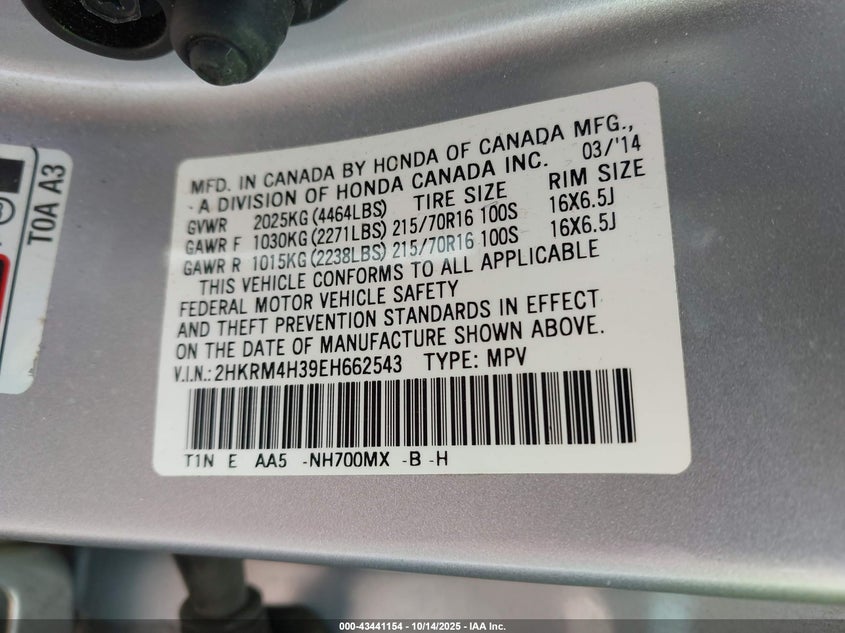 MFD. IN CANADA BY HONDA OF CANADA MFG.,
A DIVISION OF HONDA CANADA INC. 03/'14
GVWR 2025KG (4464LBS) TIRE SIZE RIM SIZE
GAWR F 1030KG (2271LBS) 215/70R16 100S 16X6.5J
GAWR R 1015KG (2238LBS) 215/70R16 100S 16X6.5J
THIS VEHICLE CONFORMS TO ALL APPLICABLE
FEDERAL MOTOR VEHICLE SAFETY
AND THEFT PREVENTION STANDARDS IN EFFECT
ON THE DATE OF MANUFACTURE SHOWN ABOVE.
V.I.N.: 2HKRM4H39EH662543 TYPE: MPV
T1N E AA5 -NH700MX -B -H
T0A A3
000-43441154 - 10/14/2025 - IAA Inc.